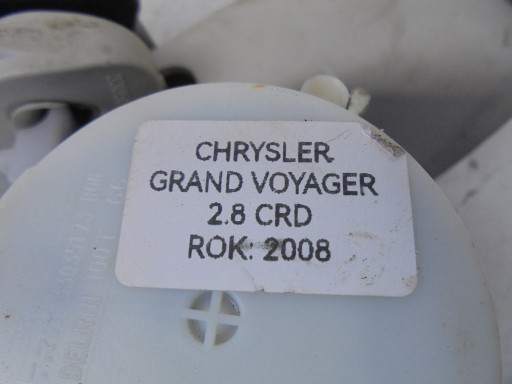 CHRYSLER
GRAND VOYAGER
2.8 CRD
ROK: 2008